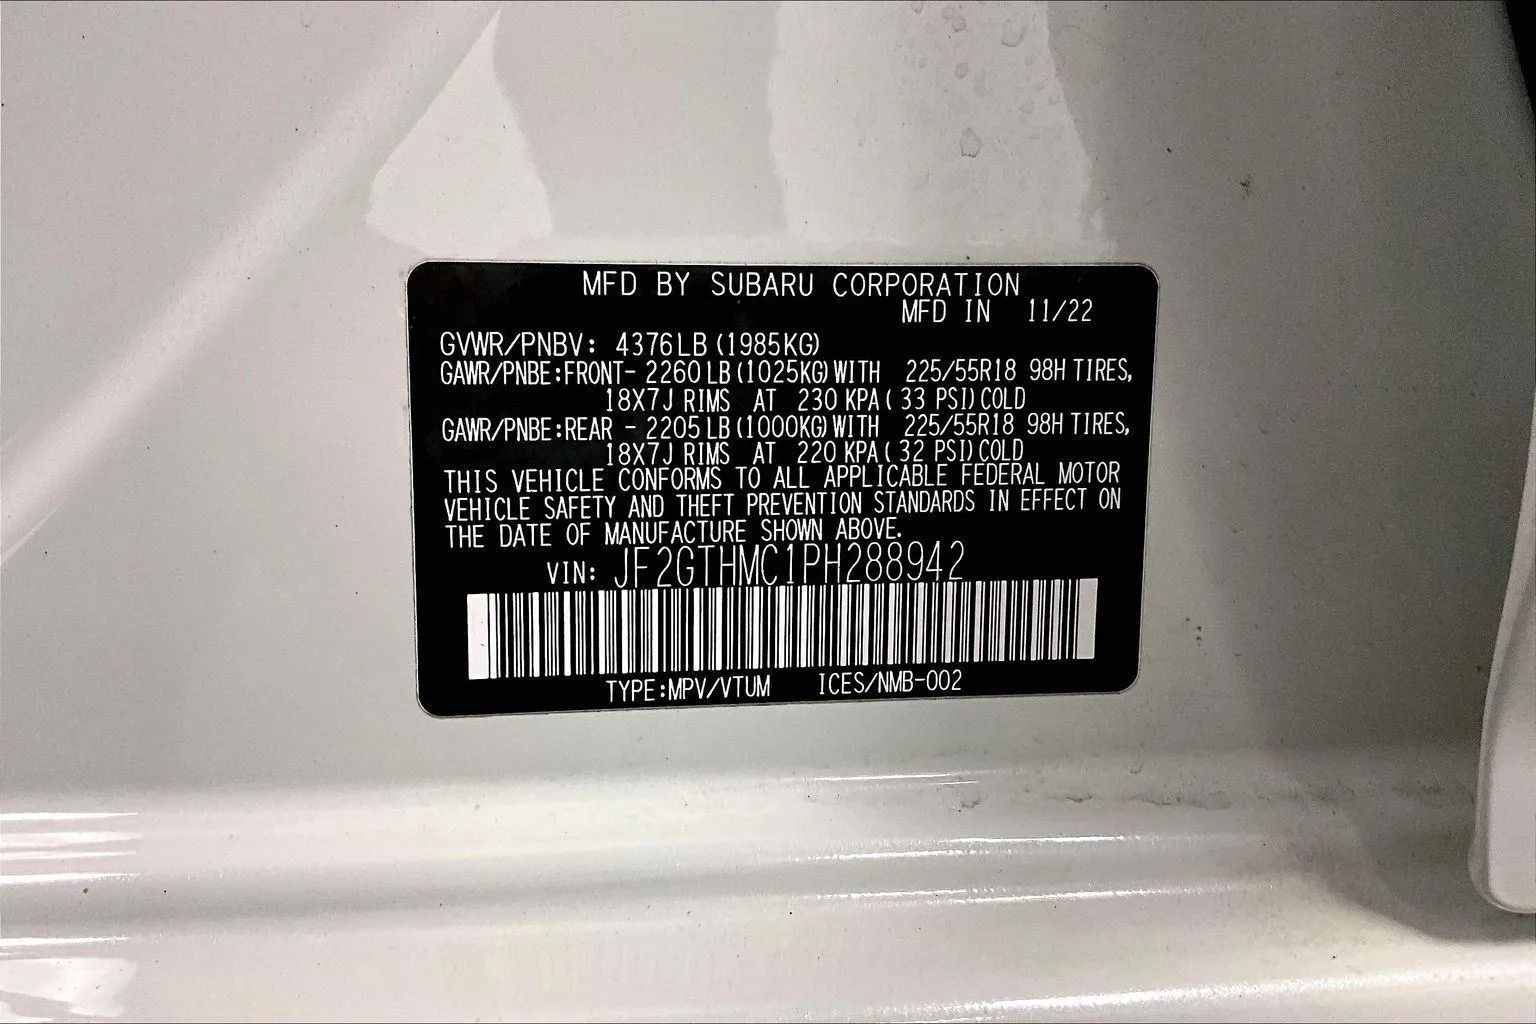 MFD BY SUBARU CORPORATION
MFD IN 11/22
GVWR/PNBV: 4376LB (1985KG)
GAWR/PNBE:FRONT- 2260LB (1025KG) WITH 225/55R18 98H TIRES,
18X7J RIMS AT 230 KPA ( 33 PSI) COLD
GAWR/PNBE:REAR - 2205LB (1000KG) WITH 225/55R18 98H TIRES,
18X7J RIMS AT 220 KPA ( 32 PSI) COLD
THIS VEHICLE CONFORMS TO ALL APPLICABLE FEDERAL MOTOR
VEHICLE SAFETY AND THEFT PREVENTION STANDARDS IN EFFECT ON
THE DATE OF MANUFACTURE SHOWN ABOVE.
VIN: JF2GTHMC1PH288942
TYPE:MPV/VTUM ICES/NMB-002